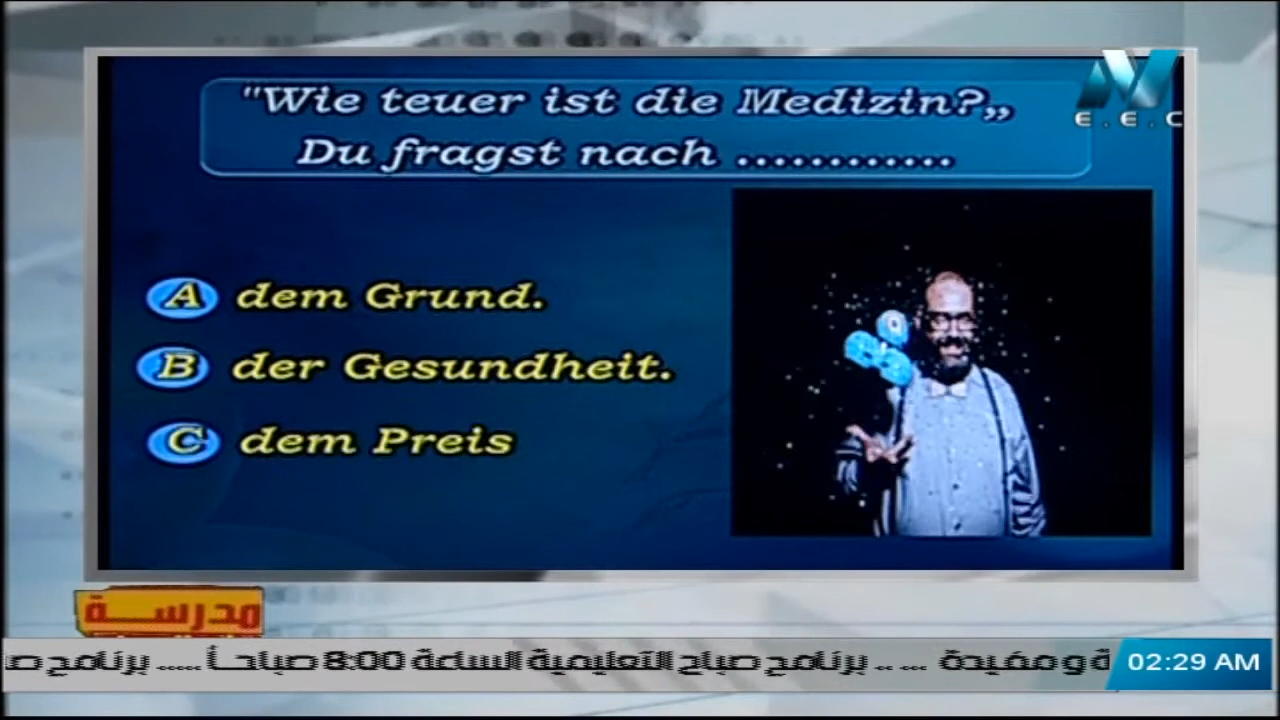 "Wie teuer ist die Medizin?„
Du fragst nach ............
A dem Grund.
B der Gesundheit.
C dem Preis
E.E.C
مدرسة
ة ومفيدة ... .. برنامج صباح التعليمية الساعة 8:00 صباحاً ..... برنامج ص
02:29 AM